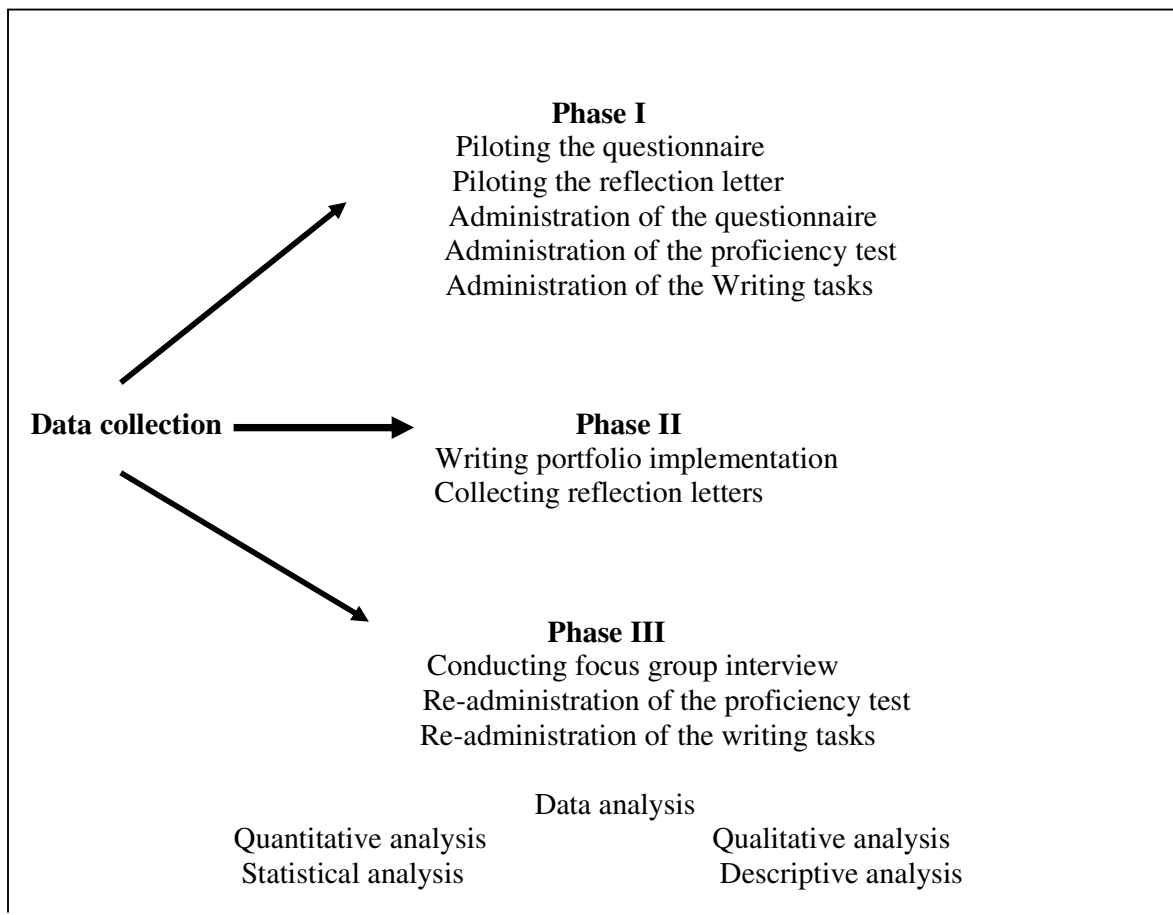 Phase I
Piloting the questionnaire
Piloting the reflection letter
Administration of the questionnaire
Administration of the proficiency test
Administration of the Writing tasks
Data collection
Phase II
Writing portfolio implementation
Collecting reflection letters
Phase III
Conducting focus group interview
Re-administration of the proficiency test
Re-administration of the writing tasks
Data analysis
Quantitative analysis Qualitative analysis
Statistical analysis Descriptive analysis